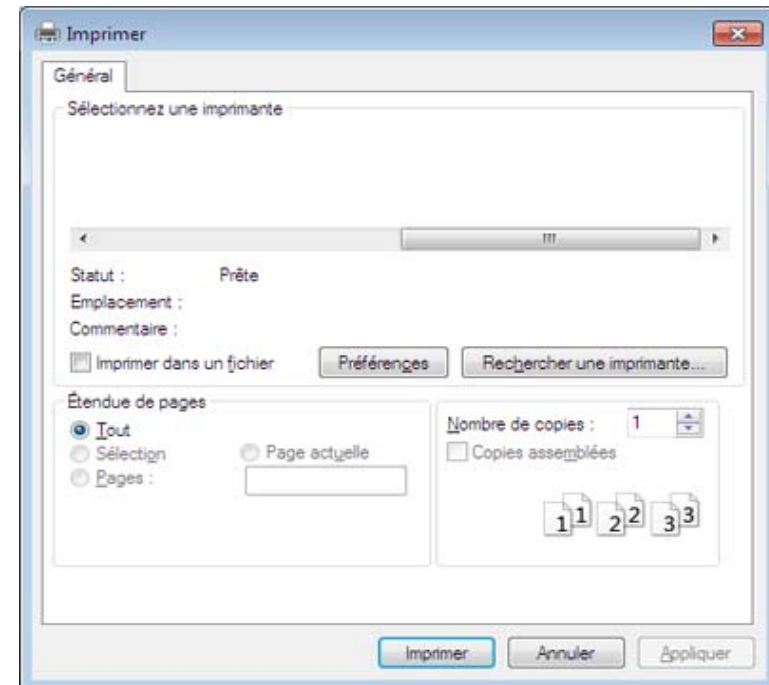 Imprimer
Général
Sélectionnez une imprimante
Statut : Prête
Emplacement :
Commentaire :
Imprimer dans un fichier Préférences Rechercher une imprimante...
Étendue de pages
Tout
Sélection Page actuelle
Pages :
Nombre de copies : 1
Copies assemblées
1 1 2 2 3 3
Imprimer Annuler Appliquer